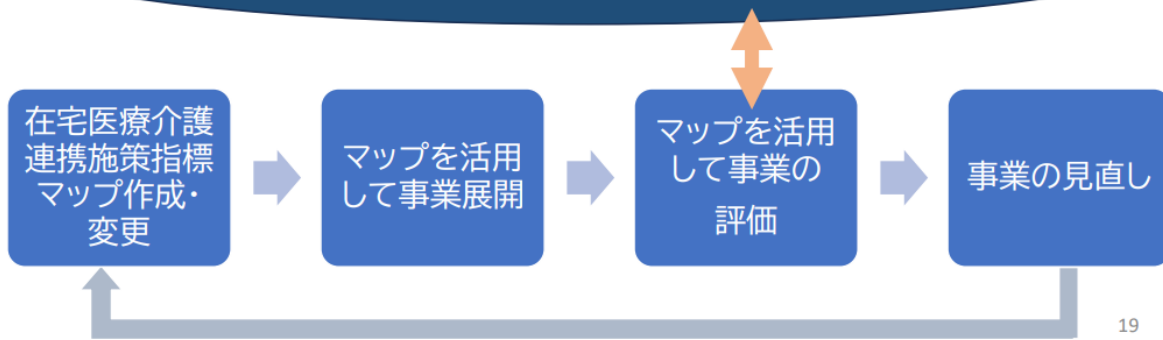 在宅医療介護
連携施策指標
マップ作成・
変更
マップを活用
して事業展開
マップを活用
して事業の
評価
事業の見直し
19